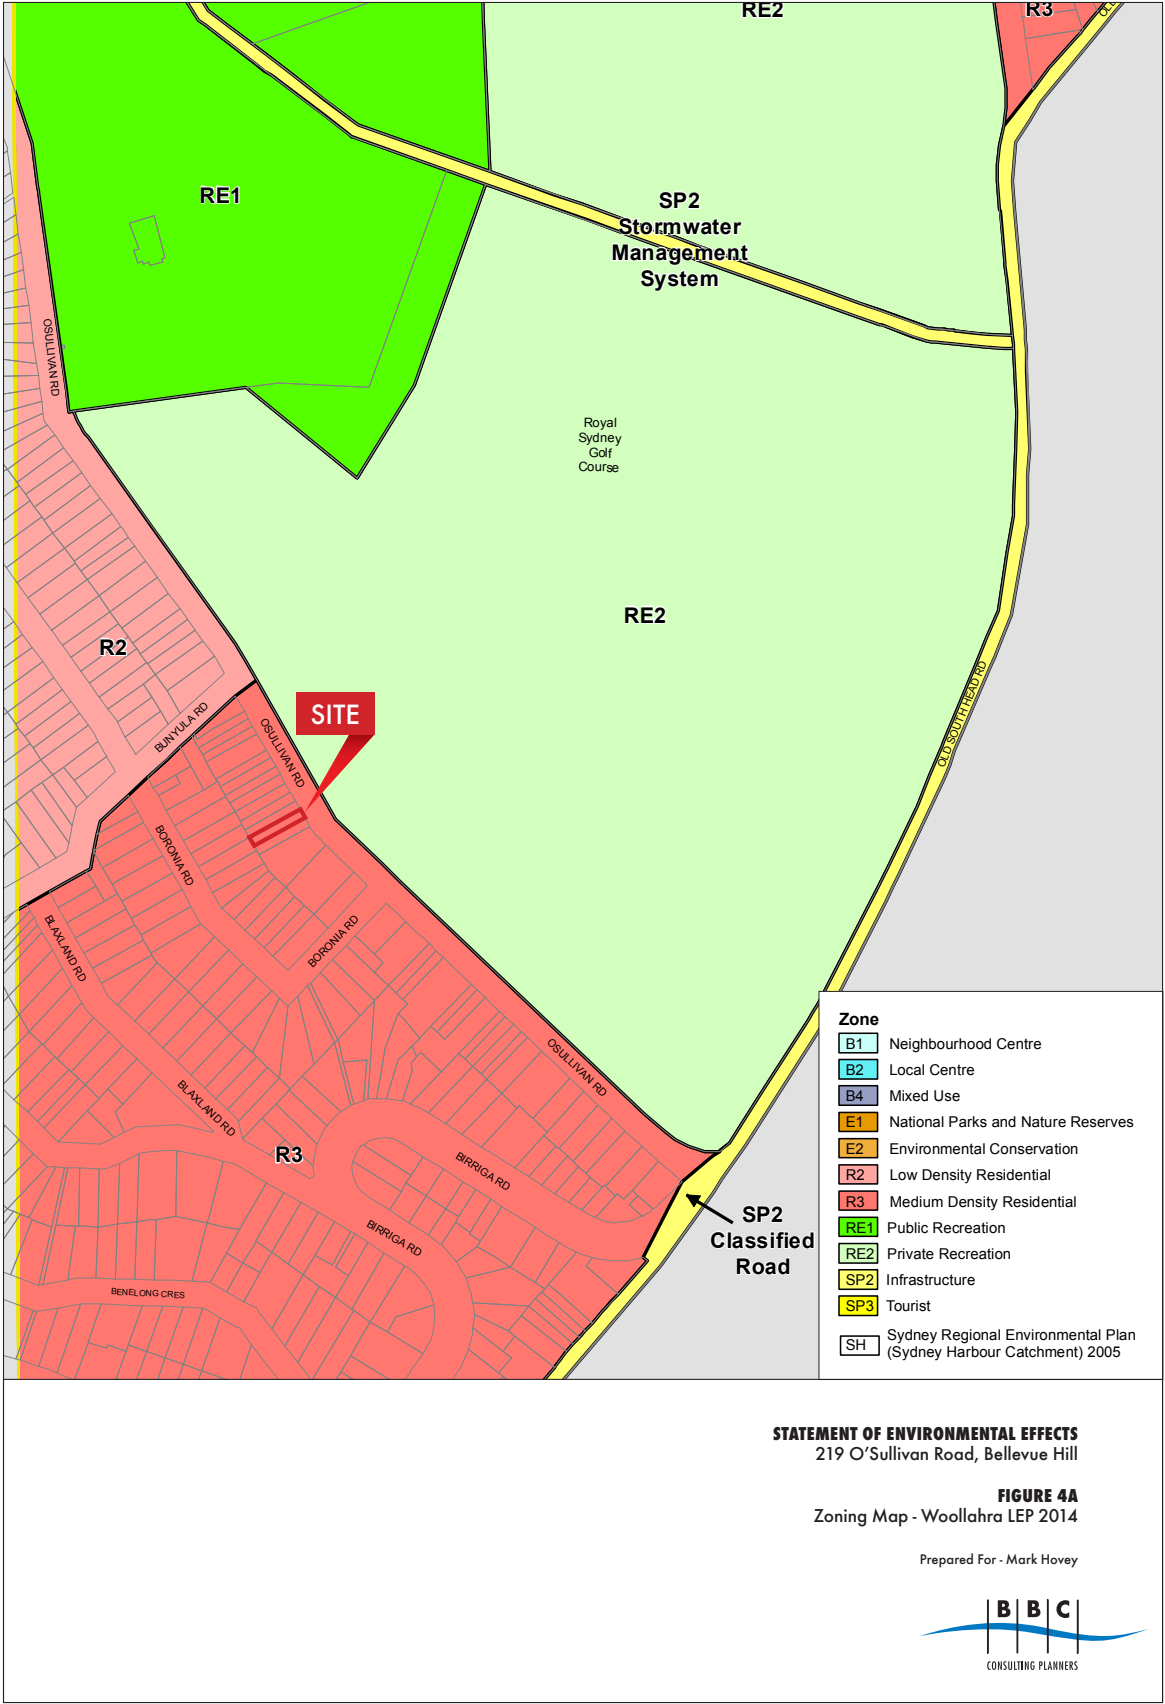 RE2
R3
RE1
SP2
Stormwater
Management
System
OSULLIVAN RD
Royal
Sydney
Golf
Course
RE2
R2
OLD SOUTH HEAD RD
BUNYULA RD
SITE
OSULLIVAN RD
BORONIA RD
BORONIA RD
BLAXLAND RD
OSULLIVAN RD
BLAXLAND RD
R3
BIRRIGA RD
BIRRIGA RD
BENELONG CRES
SP2
Classified
Road
Zone
B1 Neighbourhood Centre
B2 Local Centre
B4 Mixed Use
E1 National Parks and Nature Reserves
E2 Environmental Conservation
R2 Low Density Residential
R3 Medium Density Residential
RE1 Public Recreation
RE2 Private Recreation
SP2 Infrastructure
SP3 Tourist
SH Sydney Regional Environmental Plan
(Sydney Harbour Catchment) 2005
STATEMENT OF ENVIRONMENTAL EFFECTS
219 O'Sullivan Road, Bellevue Hill
FIGURE 4A
Zoning Map - Woollahra LEP 2014
Prepared For - Mark Hovey
BBC
CONSULTING PLANNERS